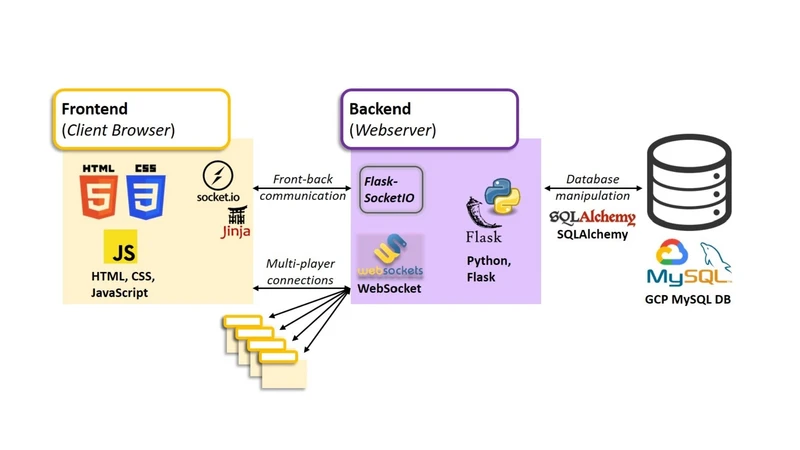 Frontend
(Client Browser)
HTML
CSS
5
3
socket.io
Jinja
JS
HTML, CSS,
JavaScript
Front-back
communication
Multi-player
connections
Backend
(Webserver)
Flask-
SocketIO
websockets
WebSocket
Flask
Python,
Flask
Database
manipulation
SQLAlchemy
SQLAlchemy
MySQL
GCP MySQL DB